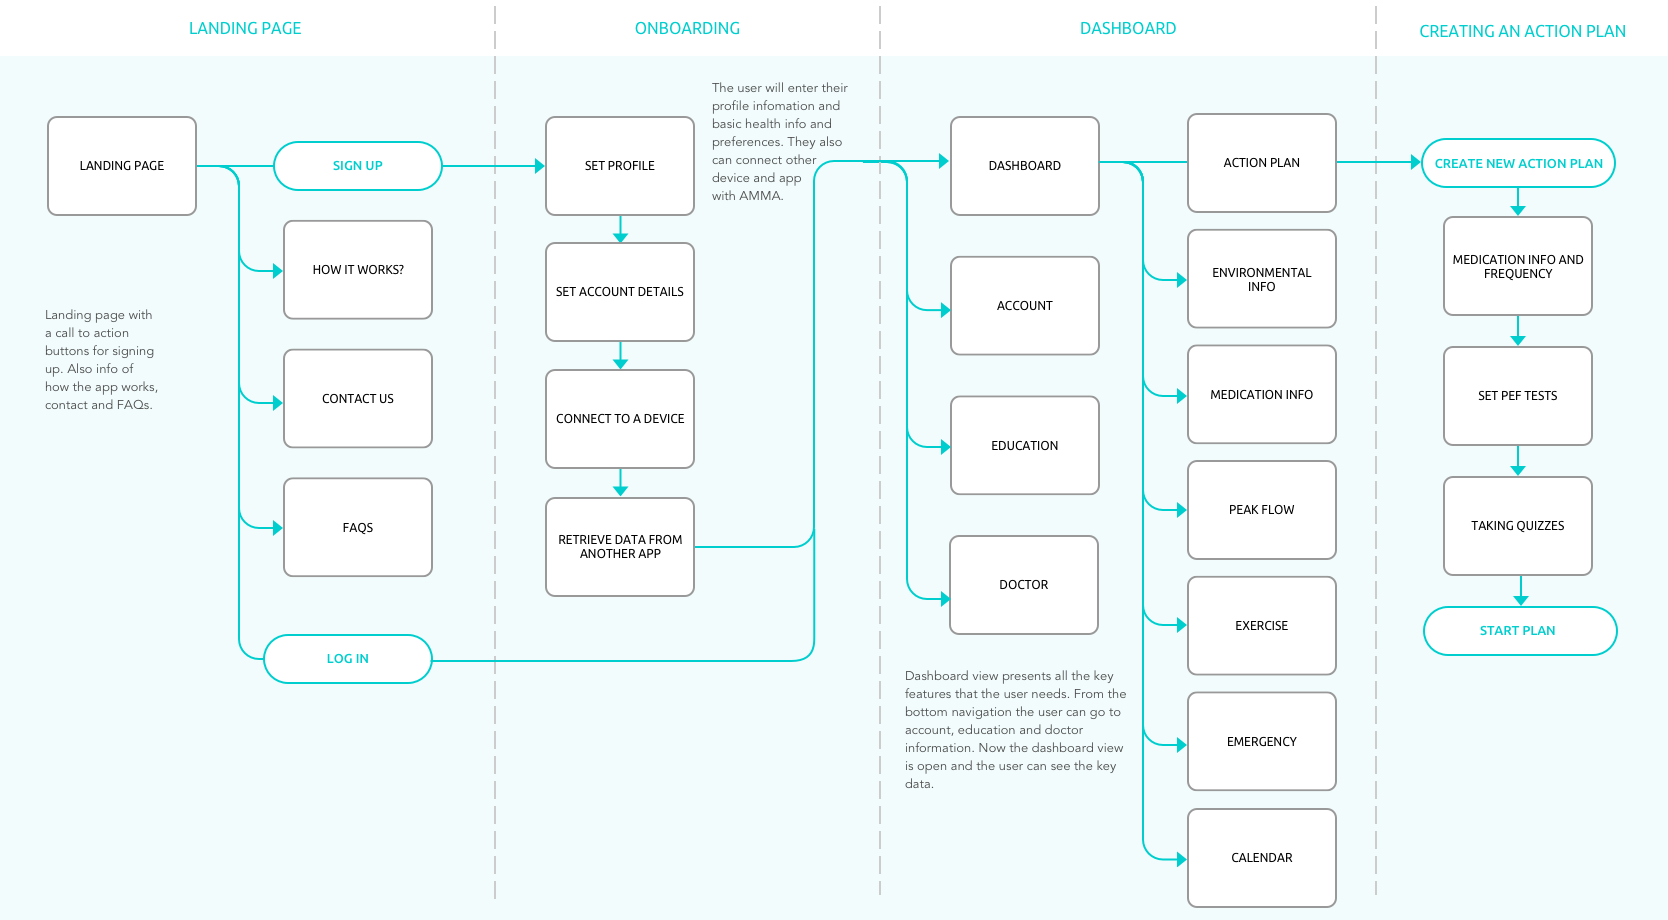 LANDING PAGE
ONBOARDING
DASHBOARD
CREATING AN ACTION PLAN
LANDING PAGE
SIGN UP
HOW IT WORKS?
CONTACT US
FAQS
LOG IN
Landing page with
a call to action
buttons for signing
up. Also info of
how the app works,
contact and FAQs.
SET PROFILE
SET ACCOUNT DETAILS
CONNECT TO A DEVICE
RETRIEVE DATA FROM
ANOTHER APP
The user will enter their
profile infomation and
basic health info and
preferences. They also
can connect other
device and app
with AMMA.
DASHBOARD
ACCOUNT
EDUCATION
DOCTOR
Dashboard view presents all the key
features that the user needs. From the
bottom navigation the user can go to
account, education and doctor
information. Now the dashboard view
is open and the user can see the key
data.
ACTION PLAN
ENVIRONMENTAL
INFO
MEDICATION INFO
PEAK FLOW
EXERCISE
EMERGENCY
CALENDAR
CREATE NEW ACTION PLAN
MEDICATION INFO AND
FREQUENCY
SET PEF TESTS
TAKING QUIZZES
START PLAN